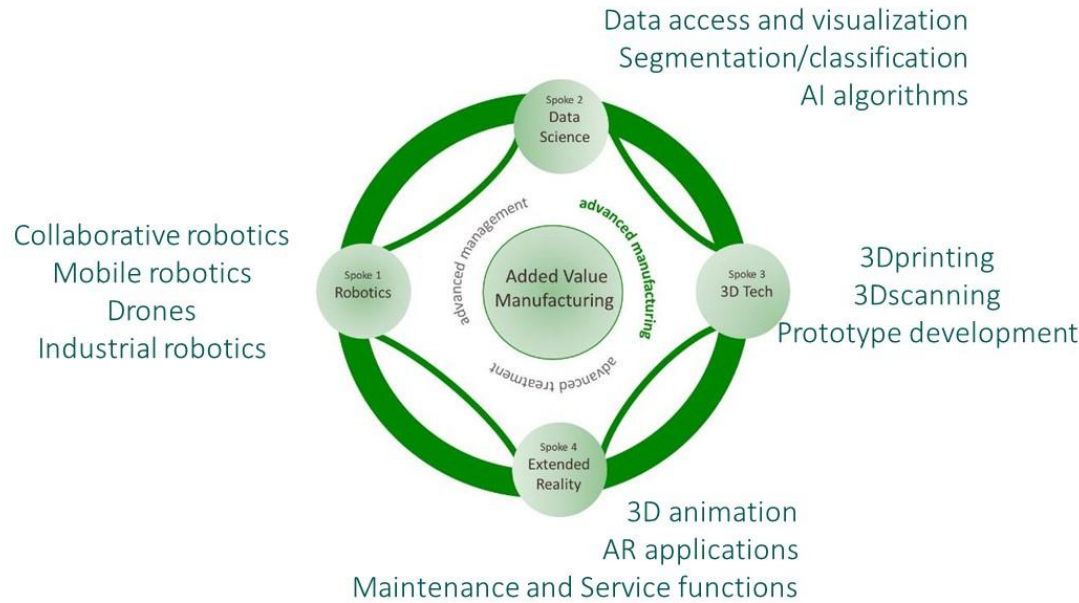 Data access and visualization
Segmentation/classification
AI algorithms
Spoke 2
Data
Science
advanced management
advanced manufacturing
Collaborative robotics
Mobile robotics
Drones
Industrial robotics
Spoke 1
Robotics
Added Value
Manufacturing
Spoke 3
3D Tech
3Dprinting
3Dscanning
Prototype development
advanced treatment
Spoke 4
Extended
Reality
3D animation
AR applications
Maintenance and Service functions